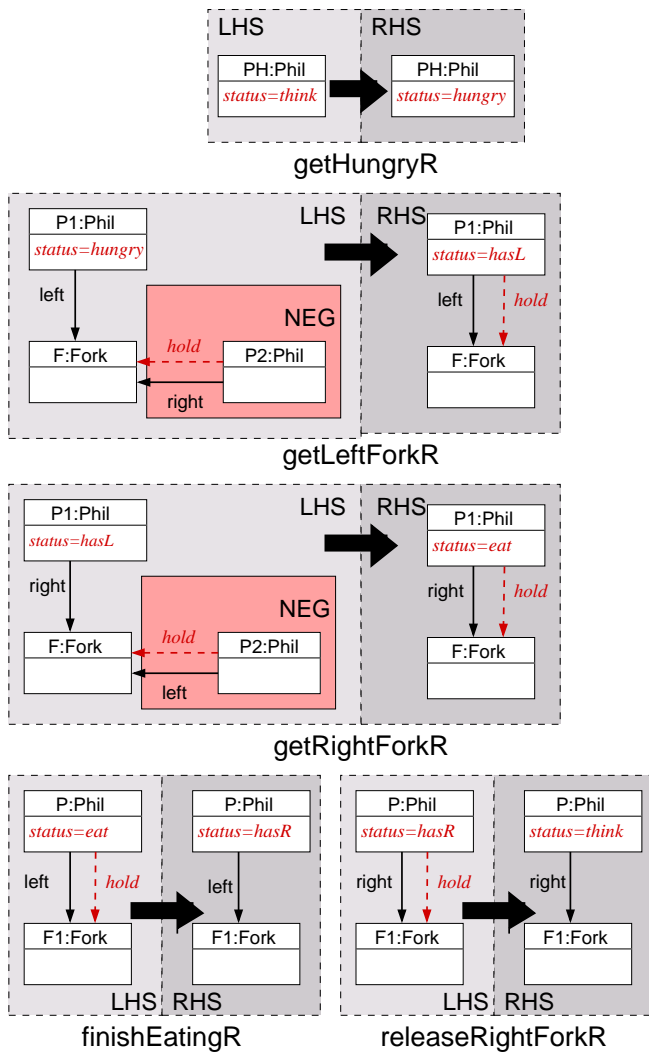 LHS
RHS
PH:Phil
status=think
PH:Phil
status=hungry
getHungryR
LHS
RHS
P1:Phil
status=hungry
left
F:Fork
NEG
hold
P2:Phil
right
P1:Phil
status=hasL
left
hold
F:Fork
getLeftForkR
LHS
RHS
P1:Phil
status=hasL
right
F:Fork
NEG
hold
P2:Phil
left
P1:Phil
status=eat
right
hold
F:Fork
getRightForkR
P:Phil
status=eat
left
hold
F1:Fork
LHS
P:Phil
status=hasR
left
F1:Fork
RHS
finishEatingR
P:Phil
status=hasR
right
hold
F1:Fork
LHS
P:Phil
status=think
right
F1:Fork
RHS
releaseRightForkR